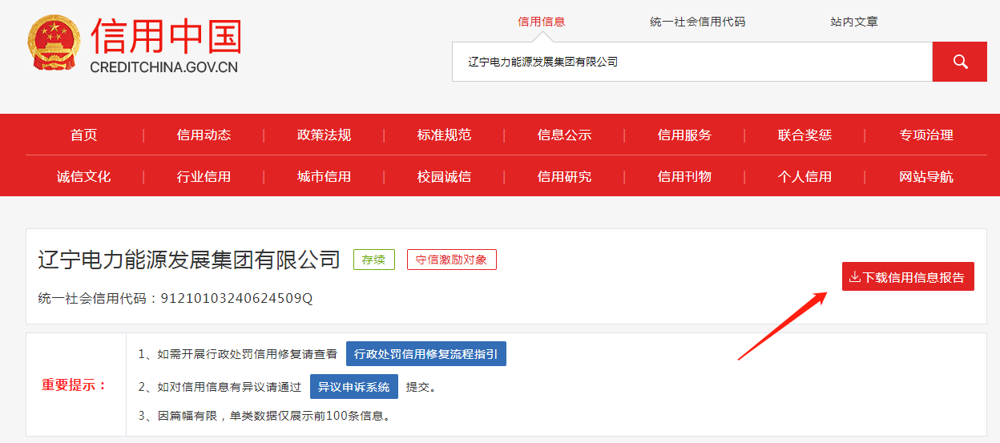 信用中国
CREDITCHINA.GOV.CN
信用信息 统一社会信用代码 站内文章
辽宁电力能源发展集团有限公司
首页 信用动态 政策法规 标准规范 信息公示 信用服务 联合奖惩 专项治理
诚信文化 行业信用 城市信用 校园诚信 信用研究 信用刊物 个人信用 网站导航
辽宁电力能源发展集团有限公司 存续 守信激励对象
下载信用信息报告
统一社会信用代码：91210103240624509Q
重要提示：
1、如需开展行政处罚信用修复请查看 行政处罚信用修复流程指引
2、如对信用信息有异议请通过 异议申诉系统 提交。
3、因篇幅有限，单类数据仅展示前100条信息。